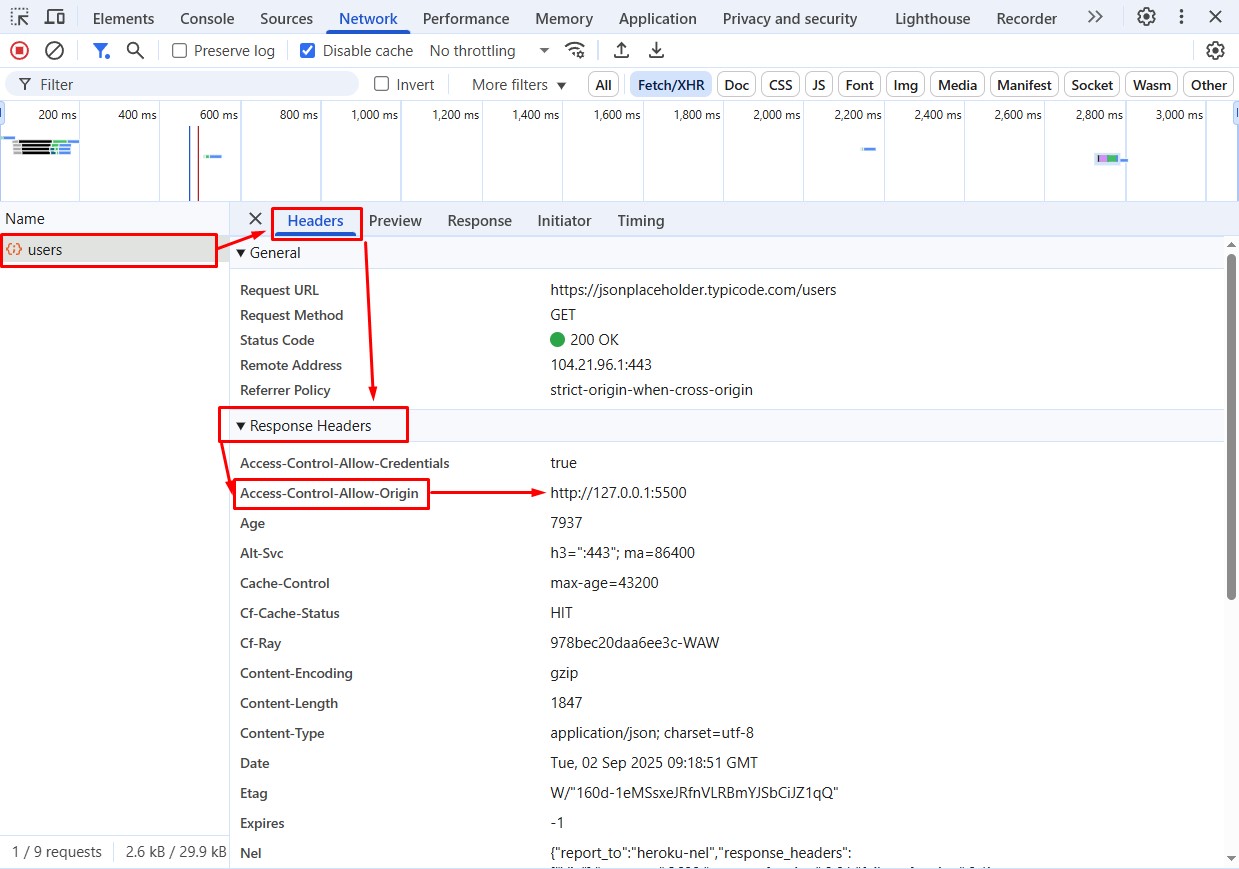 Elements Console Sources Network Performance Memory Application Privacy and security Lighthouse Recorder
Preserve log Disable cache No throttling
Filter Invert More filters All Fetch/XHR Doc CSS JS Font Img Media Manifest Socket Wasm Other
200 ms 400 ms 600 ms 800 ms 1,000 ms 1,200 ms 1,400 ms 1,600 ms 1,800 ms 2,000 ms 2,200 ms 2,400 ms 2,600 ms 2,800 ms 3,000 ms
Name Headers Preview Response Initiator Timing
users
General
Request URL https://jsonplaceholder.typicode.com/users
Request Method GET
Status Code 200 OK
Remote Address 104.21.96.1:443
Referrer Policy strict-origin-when-cross-origin
Response Headers
Access-Control-Allow-Credentials true
Access-Control-Allow-Origin http://127.0.0.1:5500
Age 7937
Alt-Svc h3=":443"; ma=86400
Cache-Control max-age=43200
Cf-Cache-Status HIT
Cf-Ray 978bec20daa6ee3c-WAW
Content-Encoding gzip
Content-Length 1847
Content-Type application/json; charset=utf-8
Date Tue, 02 Sep 2025 09:18:51 GMT
Etag W/"160d-1eMSsxeJRfnVLRBmYJSbCiJZ1qQ"
Expires -1
Nel {"report_to":"heroku-nel","response_headers":
1 / 9 requests 2.6 kB / 29.9 kB